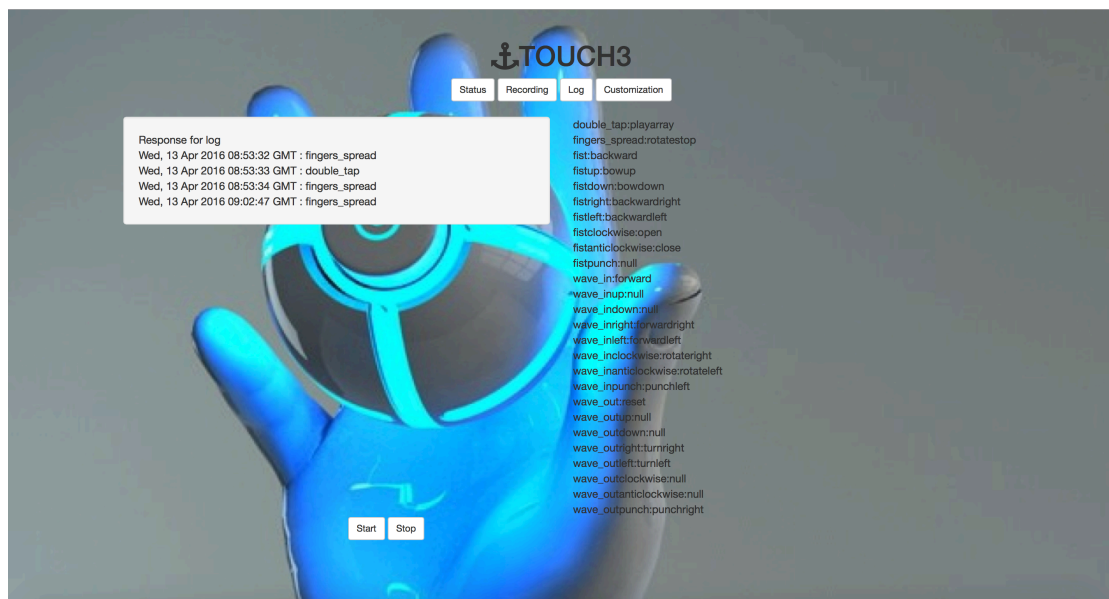 TOUCH3
Status Recording Log Customization
Response for log
Wed, 13 Apr 2016 08:53:32 GMT : fingers_spread
Wed, 13 Apr 2016 08:53:33 GMT : double_tap
Wed, 13 Apr 2016 08:53:34 GMT : fingers_spread
Wed, 13 Apr 2016 09:02:47 GMT : fingers_spread
double_tap:playarray
fingers_spread:rotatestop
fist:backward
fistup:bowup
fistdown:bowdown
fistright:backwardright
fistleft:backwardleft
fistclockwise:open
fistanticlockwise:close
fistpunch:null
wave_in:forward
wave_inup:null
wave_indown:null
wave_inright:forwardright
wave_inleft:forwardleft
wave_inclockwise:rotateright
wave_inanticlockwise:rotateleft
wave_inpunch:punchleft
wave_out:reset
wave_outup:null
wave_outdown:null
wave_outright:turnright
wave_outleft:turnleft
wave_outclockwise:null
wave_outanticlockwise:null
wave_outpunch:punchright
Start Stop